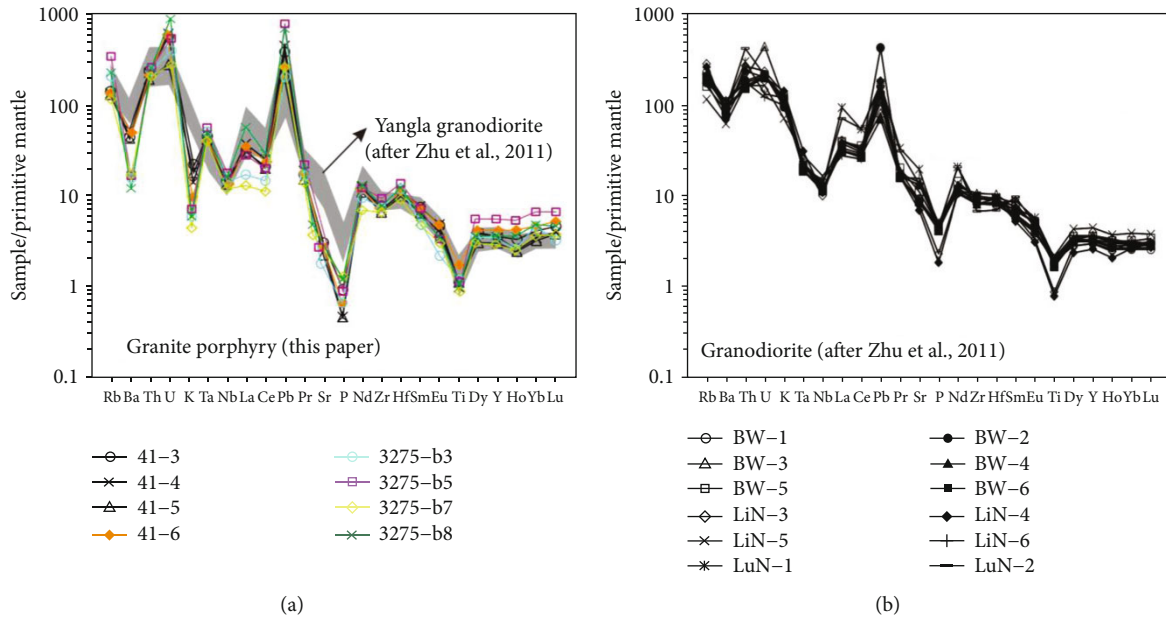 1000
100
10
1
0.1
Sample/primitive mantle
Yangla granodiorite
(after Zhu et al., 2011)
Granite porphyry (this paper)
Rb Ba Th U K Ta Nb La Ce Pb Pr Sr P Nd Zr Hf Sm Eu Ti Dy Y Ho Yb Lu
41–3
41–4
41–5
41–6
3275–b3
3275–b5
3275–b7
3275–b8
(a)
1000
100
10
1
0.1
Sample/primitive mantle
Granodiorite (after Zhu et al., 2011)
Rb Ba Th U K Ta Nb La Ce Pb Pr Sr P Nd Zr Hf Sm Eu Ti Dy Y Ho Yb Lu
BW–1
BW–3
BW–5
LiN–3
LiN–5
LuN–1
BW–2
BW–4
BW–6
LiN–4
LiN–6
LuN–2
(b)